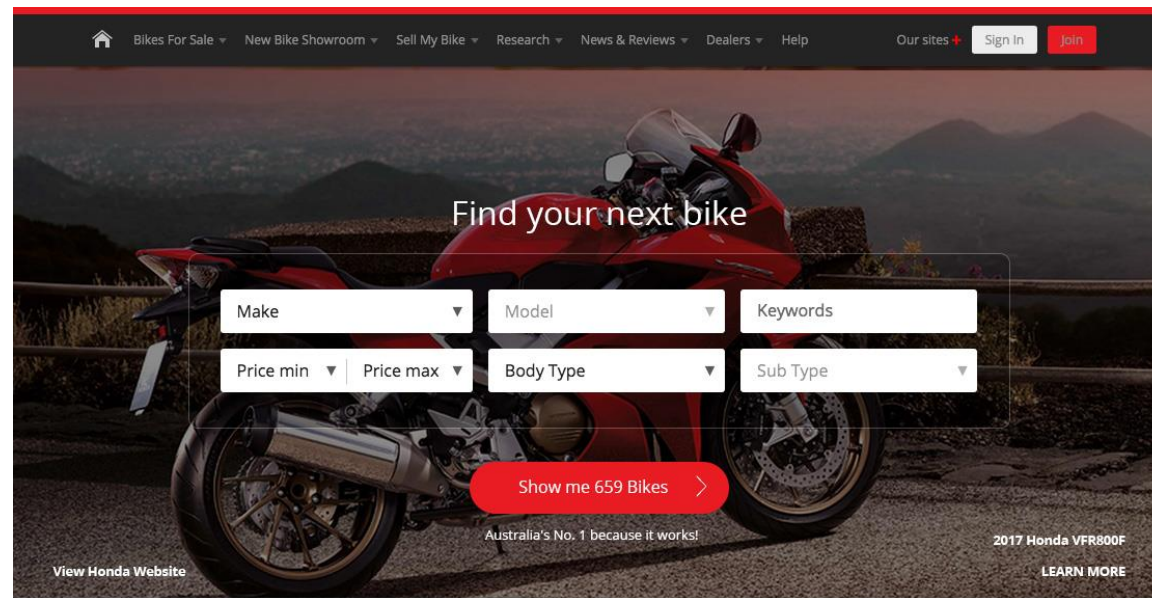 Bikes For Sale New Bike Showroom Sell My Bike Research News & Reviews Dealers Help Our sites + Sign In Join
Find your next bike
Make Model Keywords
Price min Price max Body Type Sub Type
Show me 659 Bikes
Australia's No. 1 because it works!
2017 Honda VFR800F
View Honda Website LEARN MORE